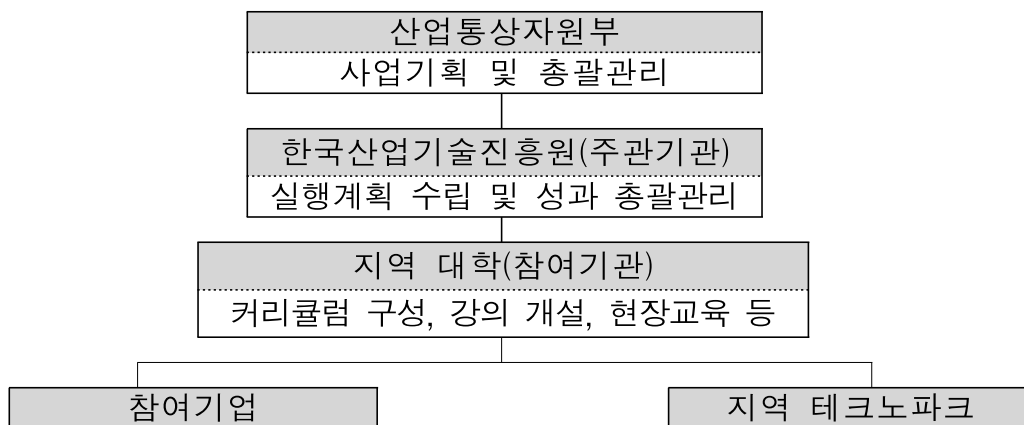 산업통상자원부
사업기획 및 총괄관리
한국산업기술진흥원(주관기관)
실행계획 수립 및 성과 총괄관리
지역 대학(참여기관)
커리큘럼 구성, 강의 개설, 현장교육 등
참여기업
지역 테크노파크